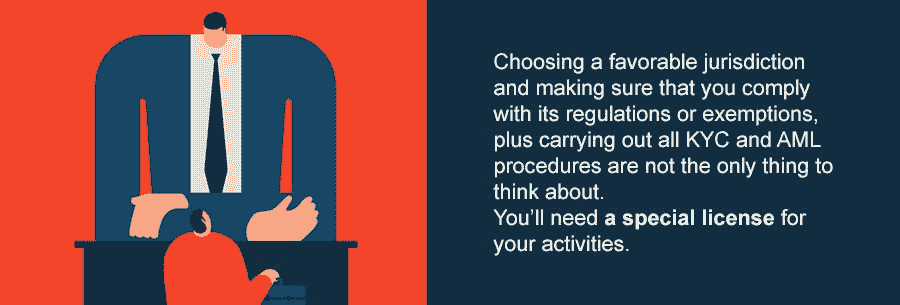 Choosing a favorable jurisdiction
and making sure that you comply
with its regulations or exemptions,
plus carrying out all KYC and AML
procedures are not the only thing to
think about.
You'll need a special license for
your activities.